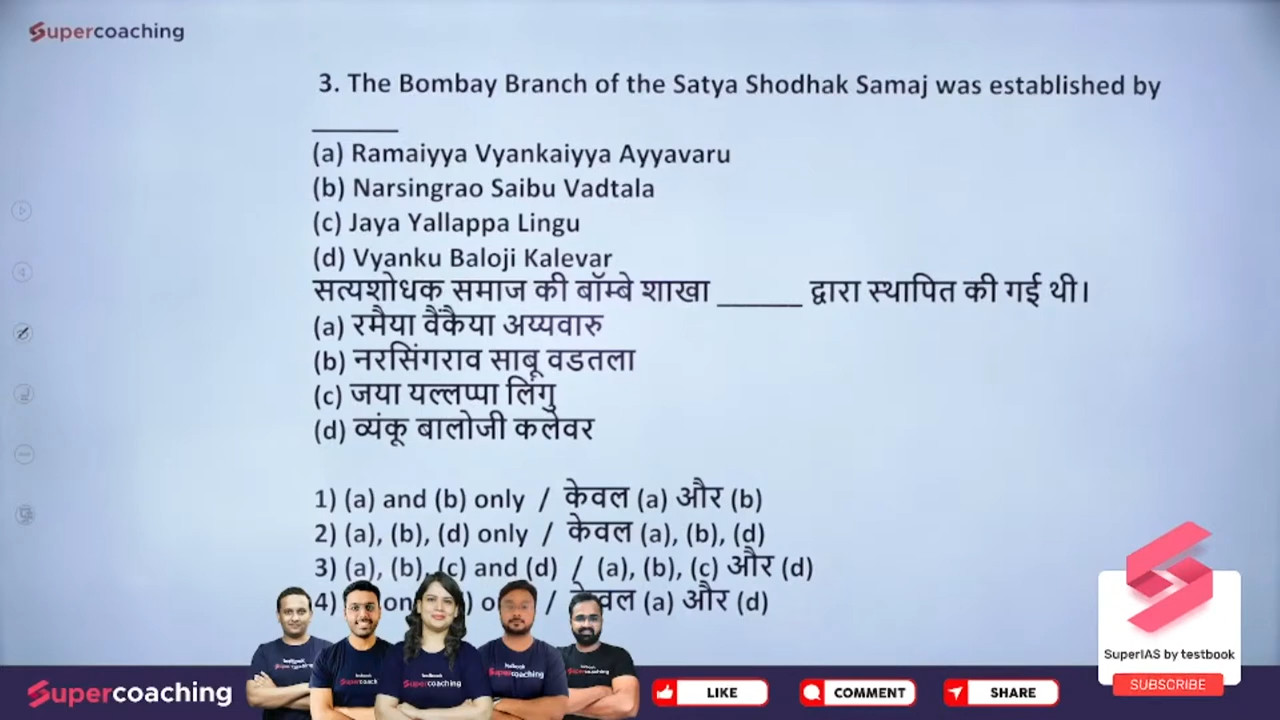 Supercoaching
3. The Bombay Branch of the Satya Shodhak Samaj was established by
______
(a) Ramaiyya Vyankaiyya Ayyavaru
(b) Narsingrao Saibu Vadtala
(c) Jaya Yallappa Lingu
(d) Vyanku Baloji Kalevar
सत्यशोधक समाज की बॉम्बे शाखा ______ द्वारा स्थापित की गई थी।
(a) रमैया वैंकैया अय्यवारु
(b) नरसिंगराव साबू वडतला
(c) जया यल्लप्पा लिंगु
(d) व्यंकू बालोजी कलेवर
1) (a) and (b) only / केवल (a) और (b)
2) (a), (b), (d) only / केवल (a), (b), (d)
3) (a), (b), (c) and (d) / (a), (b), (c) और (d)
4) / (a) और (d)
SuperIAS by testbook
SUBSCRIBE
Supercoaching
LIKE
COMMENT
SHARE